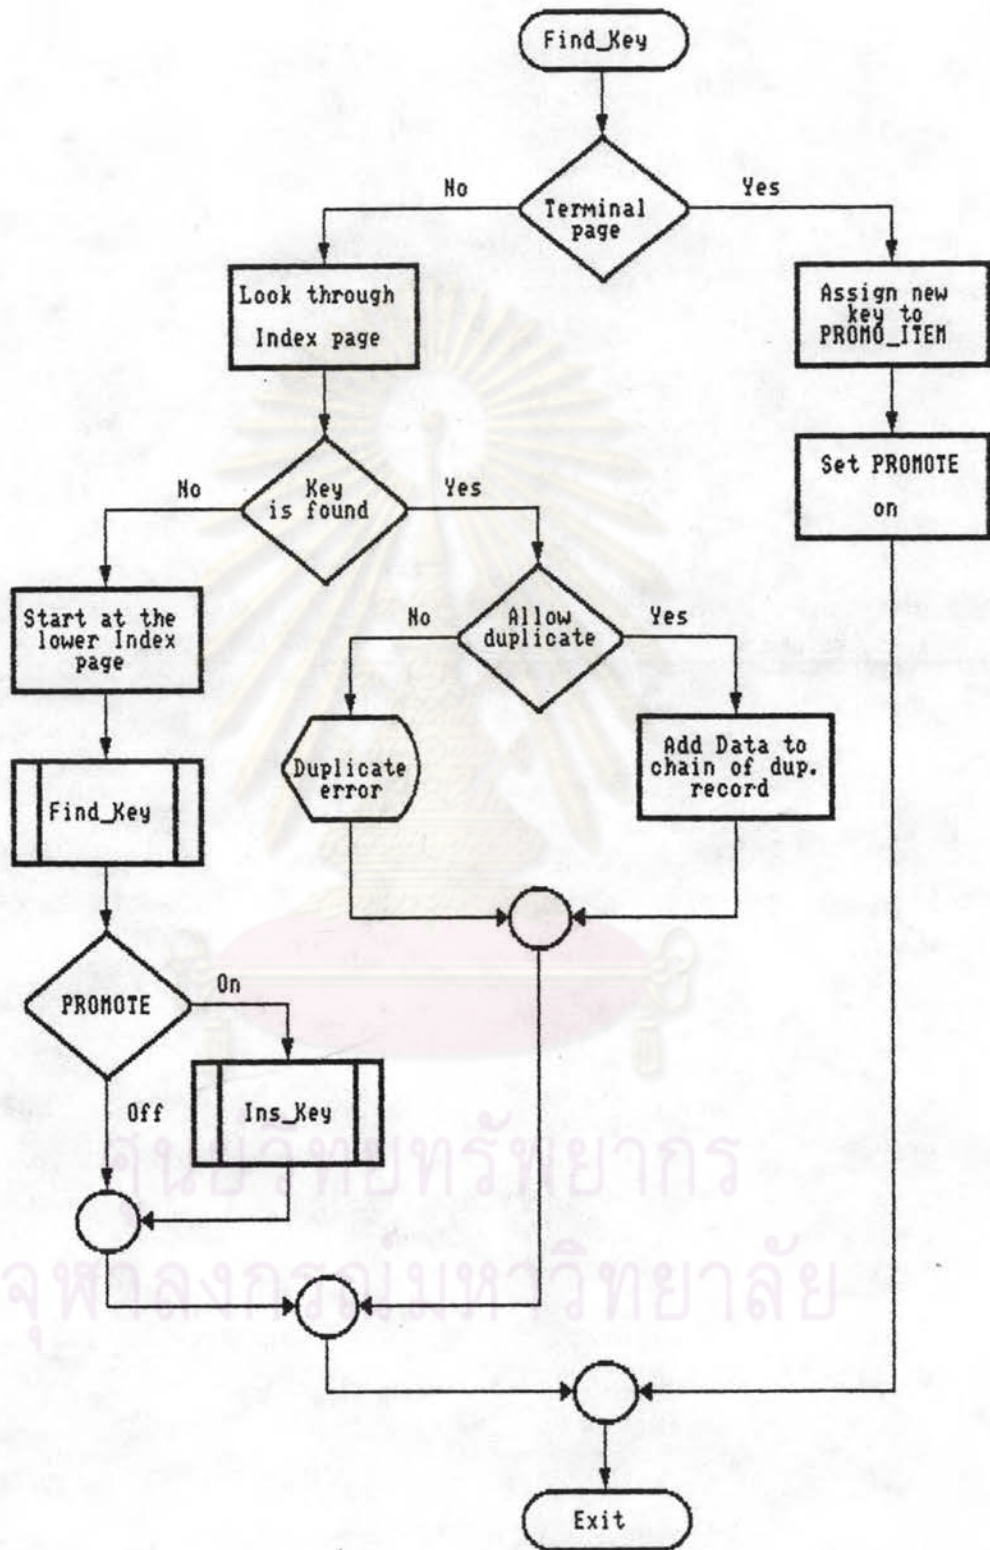 Find_Key
Terminal
page
No
Yes
Look through
Index page
Assign new
key to
PROMO_ITEM
Set PROMOTE
on
Key
is found
No
Yes
Start at the
lower Index
page
Allow
duplicate
No
Yes
Duplicate
error
Add Data to
chain of dup.
record
Find_Key
PROMOTE
On
Off
Ins_Key
ศูนย์วิทยทรัพยากร
จุฬาลงกรณ์มหาวิทยาลัย
Exit